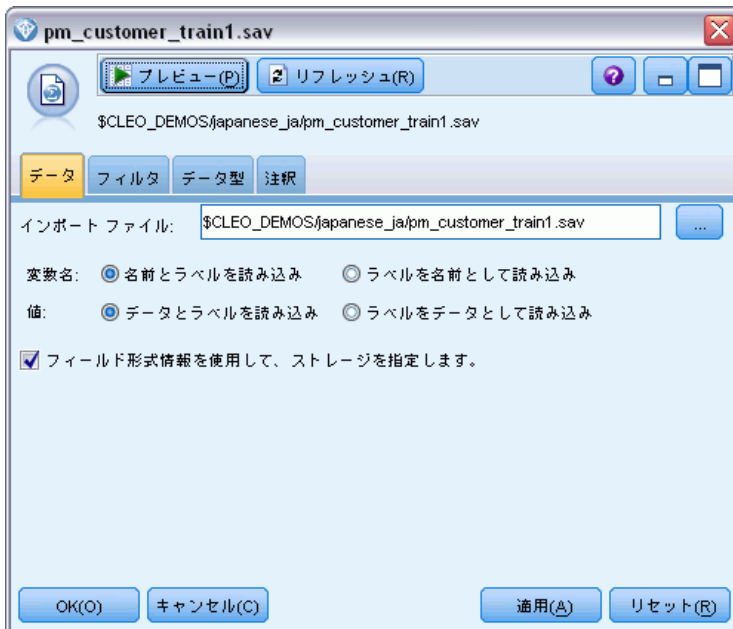 pm_customer_train1.sav
プレビュー(P) リフレッシュ(R)
$CLEO_DEMOS/japanese_ja/pm_customer_train1.sav
データ フィルタ データ型 注釈
インポート ファイル: $CLEO_DEMOS/japanese_ja/pm_customer_train1.sav ...
変数名: 名前とラベルを読み込み ラベルを名前として読み込み
値: データとラベルを読み込み ラベルをデータとして読み込み
フィールド形式情報を使用して、ストレージを指定します。
OK(O) キャンセル(C) 適用(A) リセット(R)